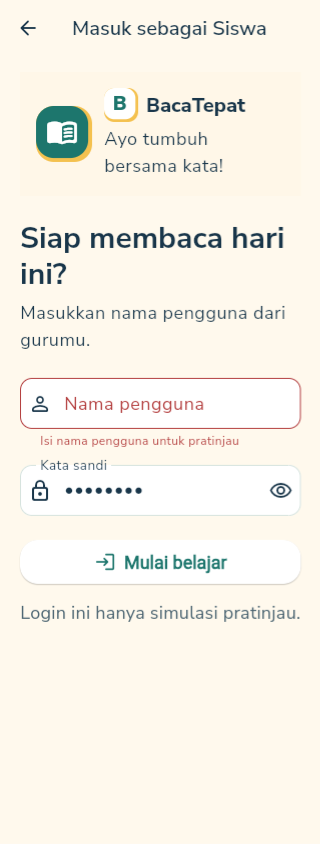 Masuk sebagai Siswa
B BacaTepat
Ayo tumbuh
bersama kata!
Siap membaca hari
ini?
Masukkan nama pengguna dari
gurumu.
Nama pengguna
Isi nama pengguna untuk pratinjau
Kata sandi
••••••••
Mulai belajar
Login ini hanya simulasi pratinjau.